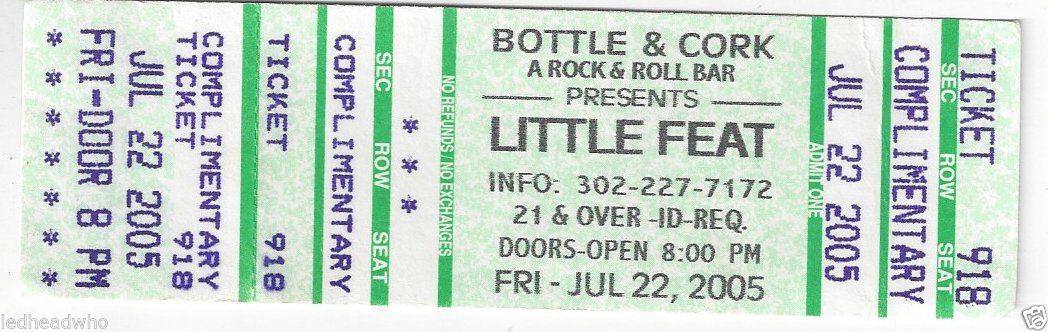 * * * * * * *
FRI-DOOR 8 PM
JUL 22 2005
COMPLIMENTARY
TICKET 918
TICKET 918
COMPLIMENTARY
SEC ROW SEAT
* * *
NO REFUNDS / NO EXCHANGES
BOTTLE & CORK
A ROCK & ROLL BAR
PRESENTS
LITTLE FEAT
INFO: 302-227-7172
21 & OVER -ID-REQ.
DOORS-OPEN 8:00 PM
FRI - JUL 22, 2005
ADMIT ONE
JUL 22 2005
COMPLIMENTARY
SEC ROW SEAT
TICKET 918
ledheadwho